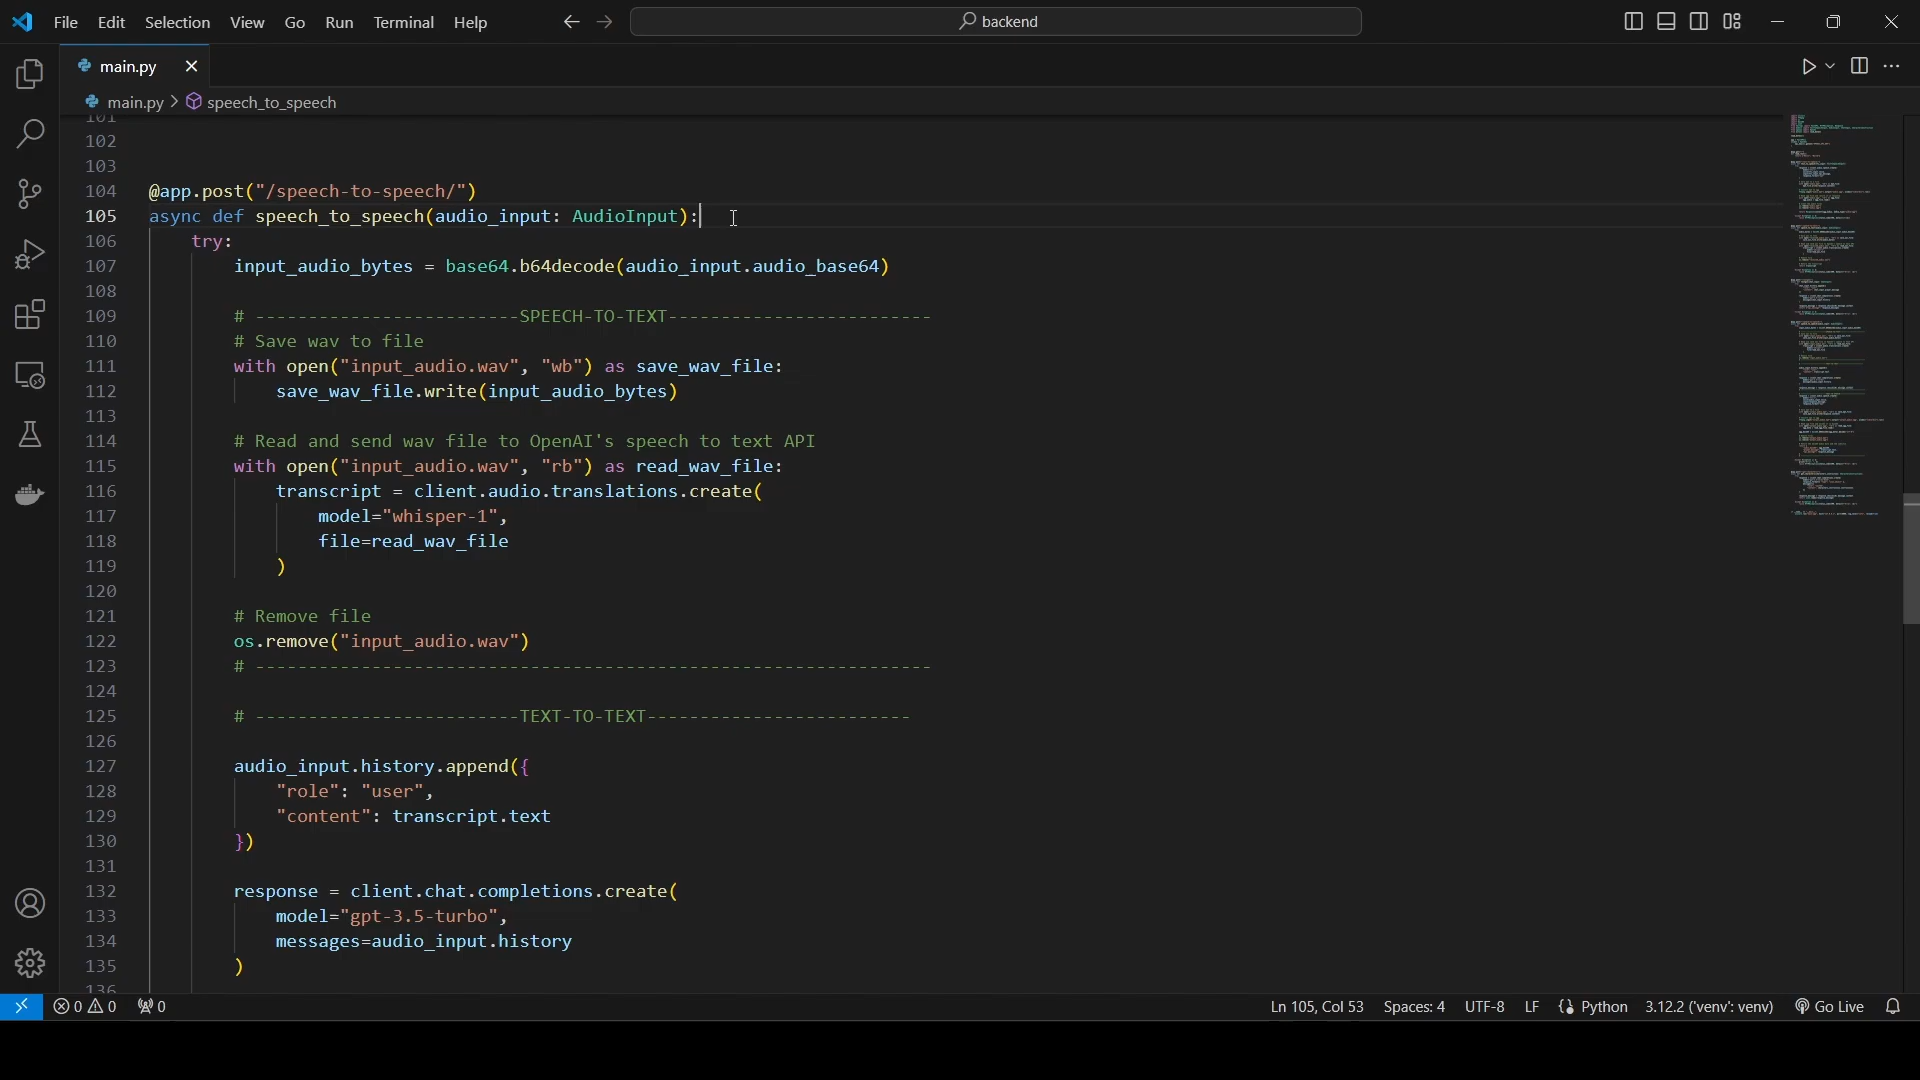 File Edit Selection View Go Run Terminal Help
backend
main.py
main.py > speech_to_speech
101
102
103
104 @app.post("/speech-to-speech/")
105 async def speech_to_speech(audio_input: AudioInput):
106 try:
107 input_audio_bytes = base64.b64decode(audio_input.audio_base64)
108
109 # -------------------------SPEECH-TO-TEXT-------------------------
110 # Save wav to file
111 with open("input_audio.wav", "wb") as save_wav_file:
112 save_wav_file.write(input_audio_bytes)
113
114 # Read and send wav file to OpenAI's speech to text API
115 with open("input_audio.wav", "rb") as read_wav_file:
116 transcript = client.audio.translations.create(
117 model="whisper-1",
118 file=read_wav_file
119 )
120
121 # Remove file
122 os.remove("input_audio.wav")
123 # ----------------------------------------------------------------
124
125 # -------------------------TEXT-TO-TEXT-------------------------
126
127 audio_input.history.append({
128 "role": "user",
129 "content": transcript.text
130 })
131
132 response = client.chat.completions.create(
133 model="gpt-3.5-turbo",
134 messages=audio_input.history
135 )
136
0 0 0 Ln 105, Col 53 Spaces: 4 UTF-8 LF Python 3.12.2 ('venv': venv) Go Live